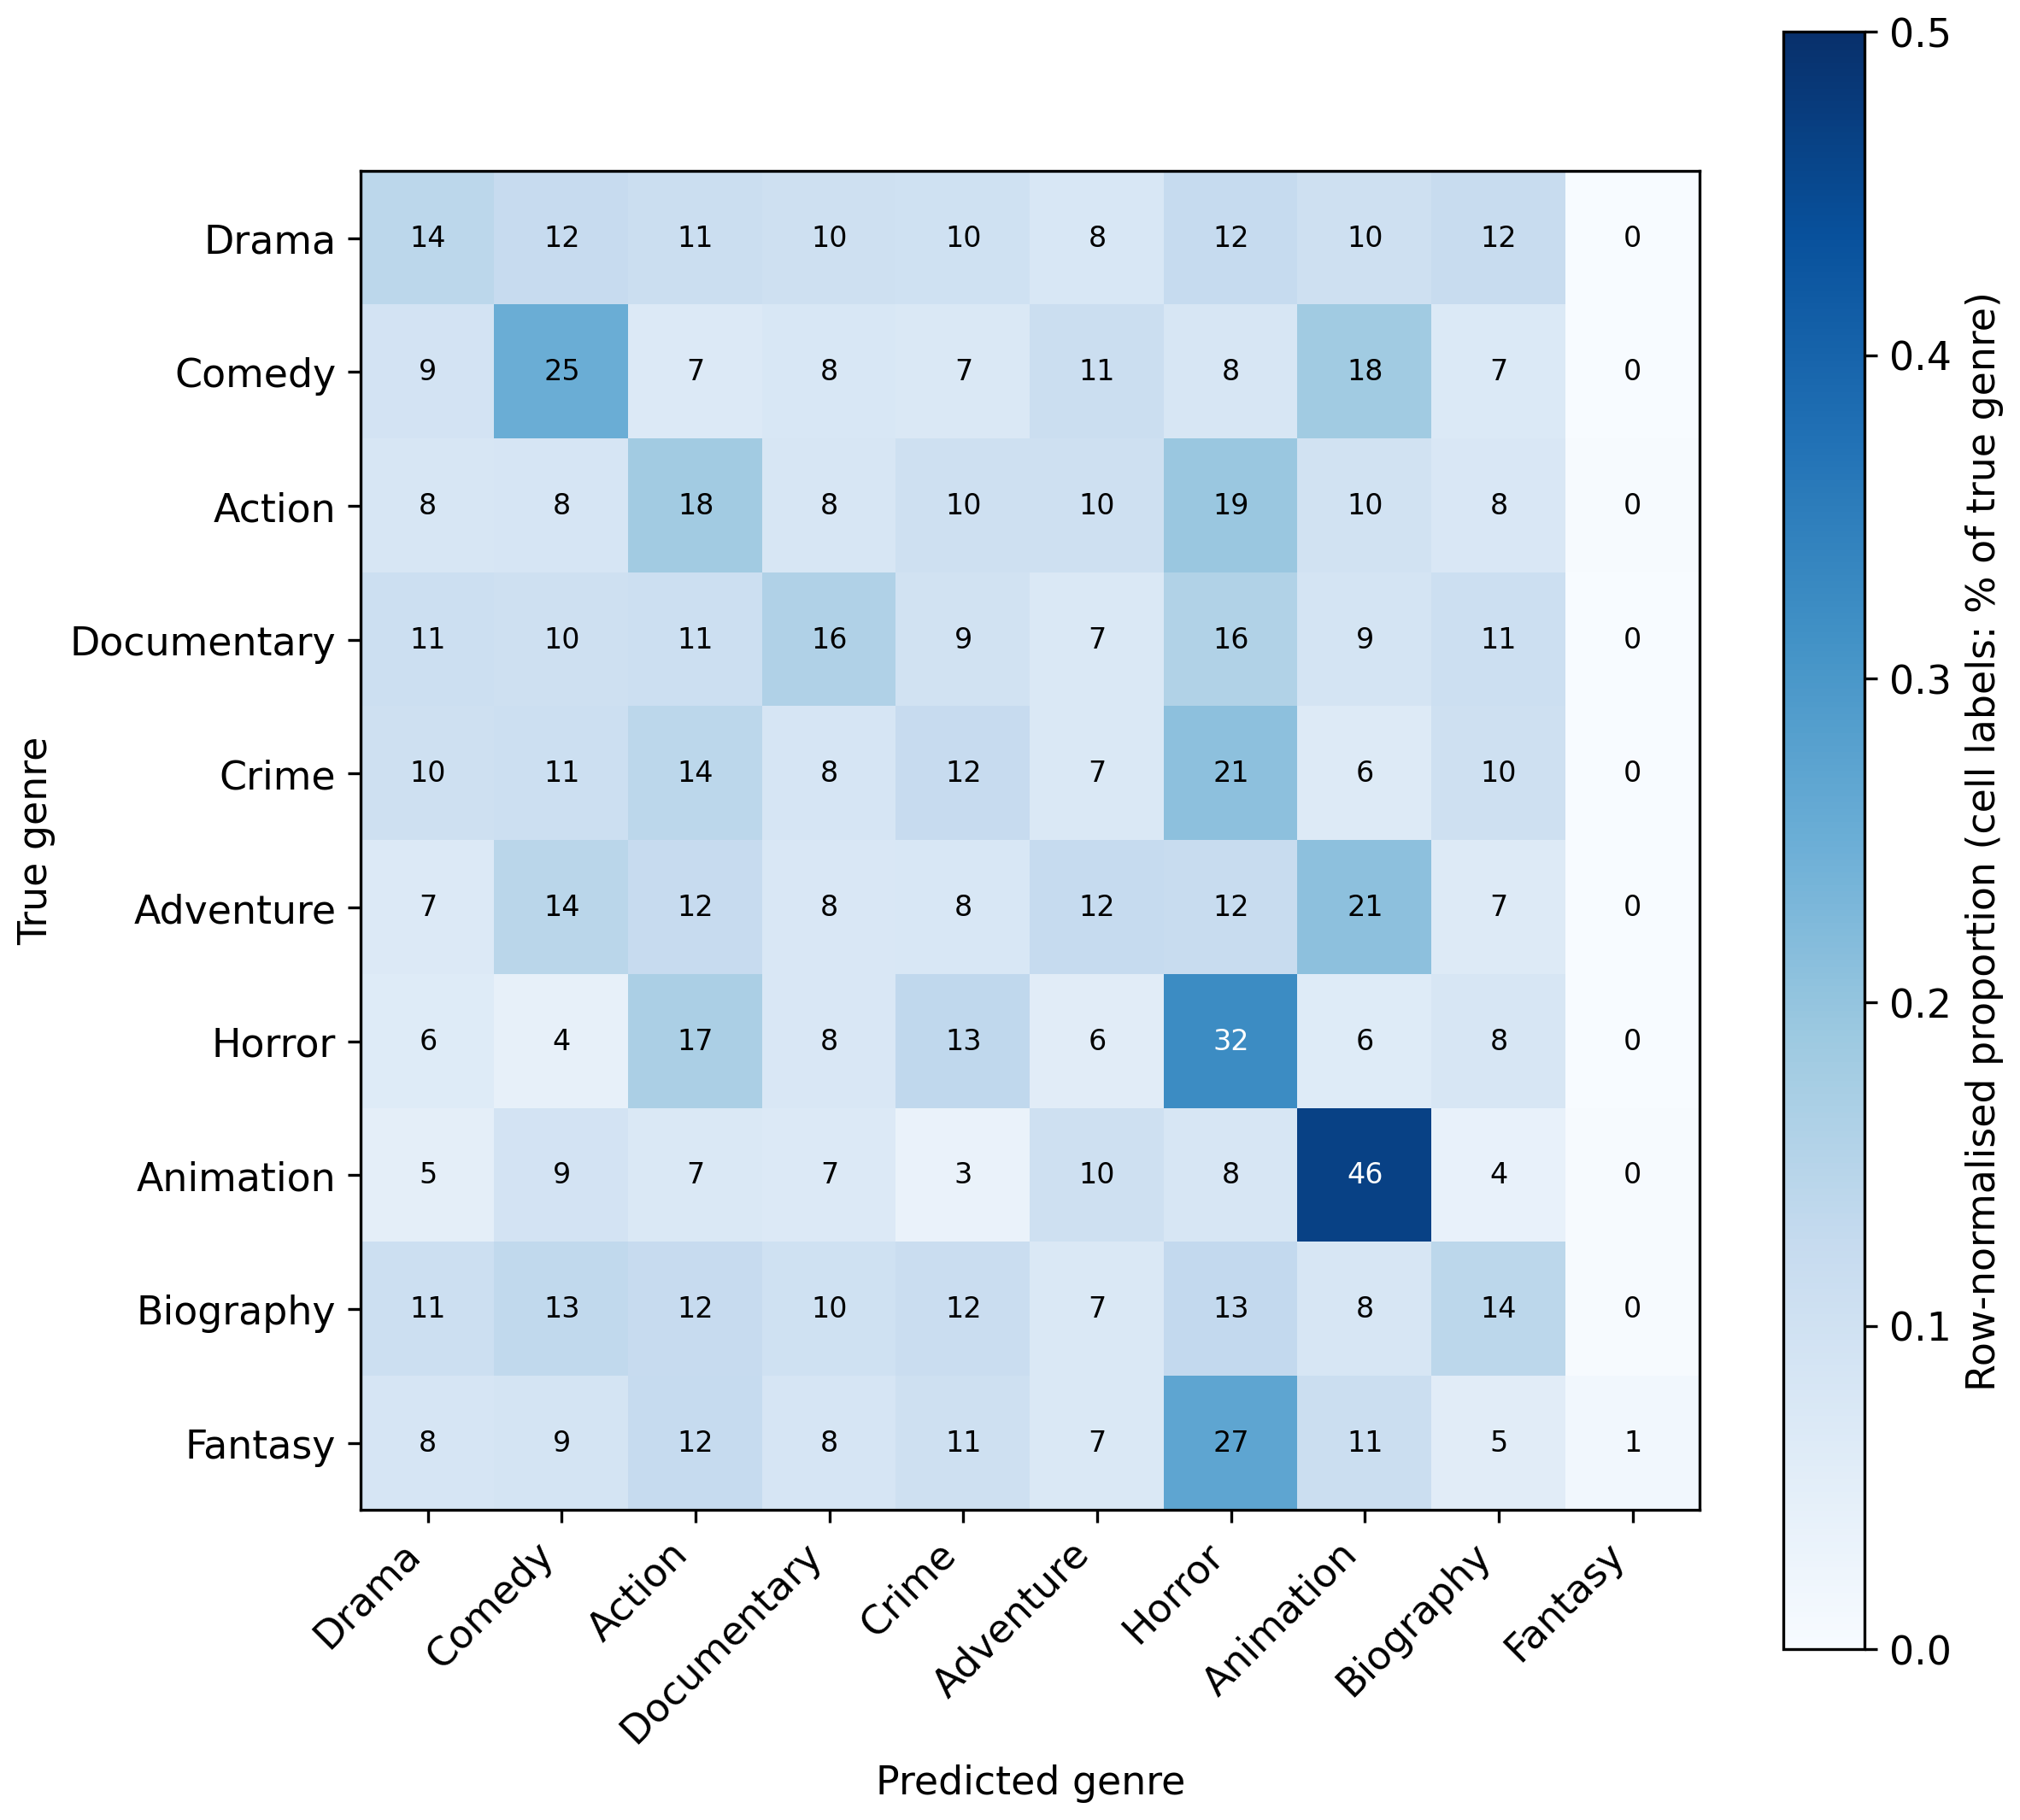 Drama 14 12 11 10 10 8 12 10 12 0
Comedy 9 25 7 8 7 11 8 18 7 0
Action 8 8 18 8 10 10 19 10 8 0
Documentary 11 10 11 16 9 7 16 9 11 0
Crime 10 11 14 8 12 7 21 6 10 0
Adventure 7 14 12 8 8 12 12 21 7 0
Horror 6 4 17 8 13 6 32 6 8 0
Animation 5 9 7 7 3 10 8 46 4 0
Biography 11 13 12 10 12 7 13 8 14 0
Fantasy 8 9 12 8 11 7 27 11 5 1
Drama Comedy Action Documentary Crime Adventure Horror Animation Biography Fantasy
Predicted genre
True genre
0.5
0.4
0.3
0.2
0.1
0.0
Row-normalised proportion (cell labels: % of true genre)